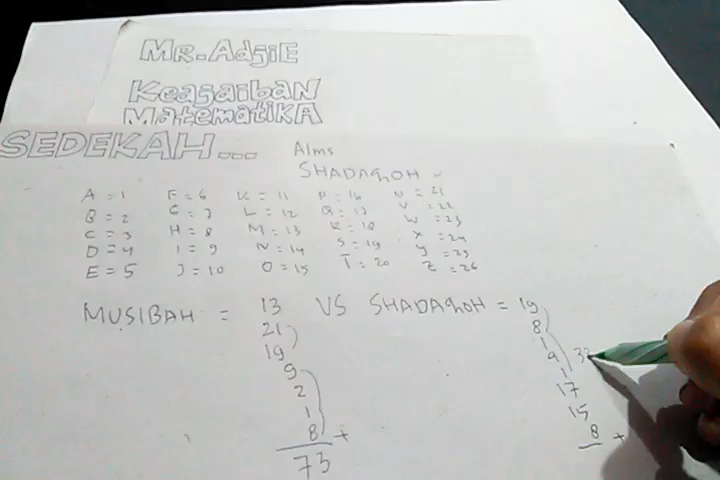 MR. AdjiE
Keajaiban
MatematiKA
SEDEKAH...
Alms
SHADAQOH
A = 1 F = 6 K = 11 P = 16 U = 21
B = 2 G = 7 L = 12 Q = 17 V = 22
C = 3 H = 8 M = 13 R = 18 W = 23
D = 4 I = 9 N = 14 S = 19 X = 24
E = 5 J = 10 O = 15 T = 20 Y = 25
Z = 26
MUSIBAH = 13 VS SHADAQOH = 19
21 8
19 1
9 9
2 1
1 17
8 + 15
73 8 +